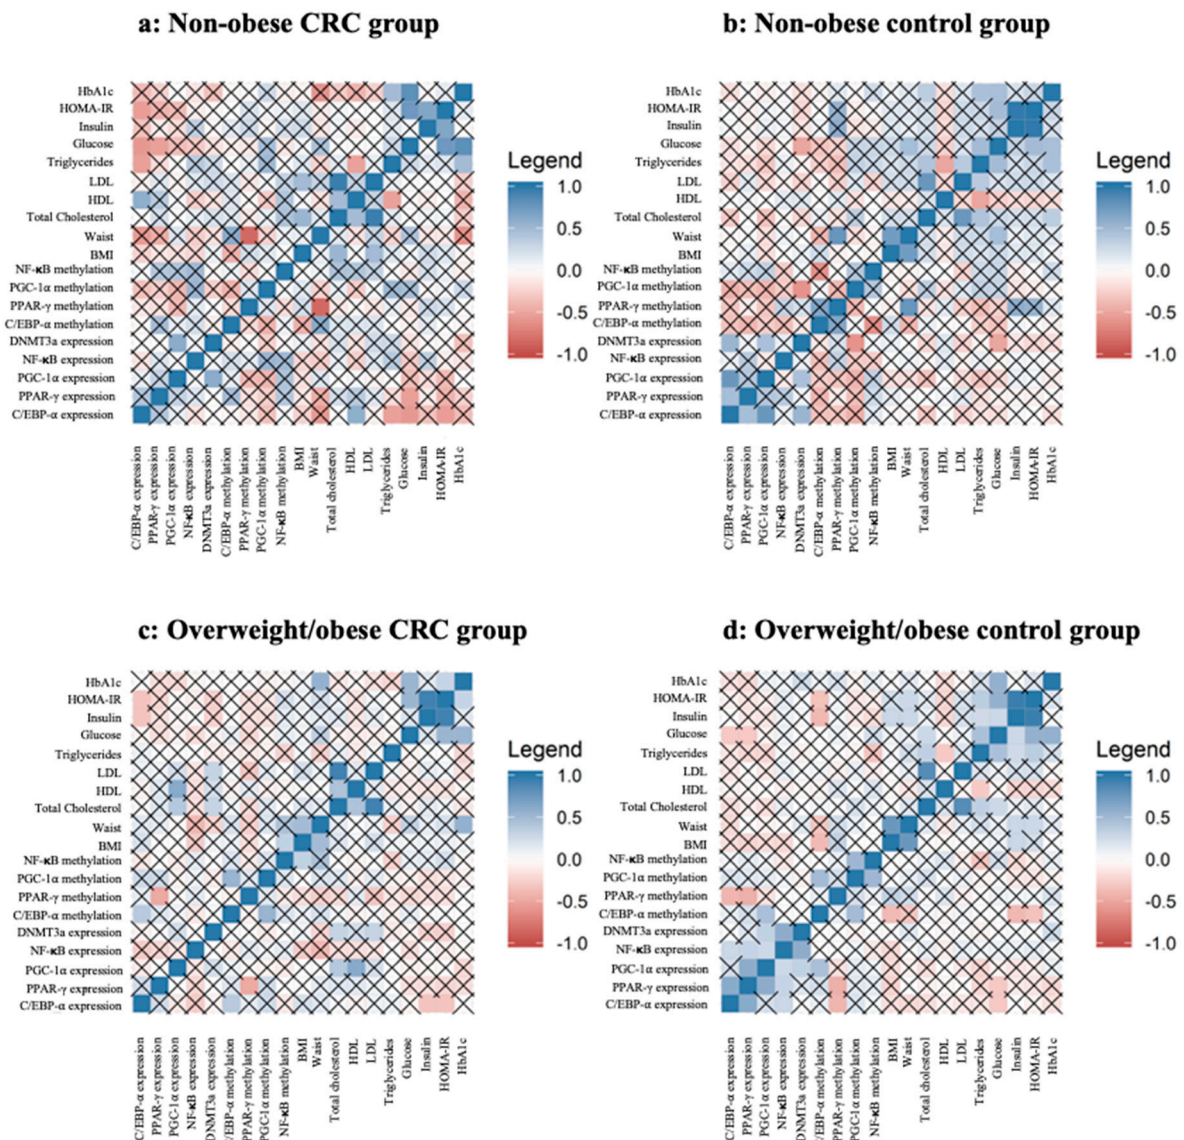 a: Non-obese CRC group
HbA1c
HOMA-IR
Insulin
Glucose
Triglycerides
LDL
HDL
Total Cholesterol
Waist
BMI
NF-κB methylation
PGC-1α methylation
PPAR-γ methylation
C/EBP-α methylation
DNMT3a expression
NF-κB expression
PGC-1α expression
PPAR-γ expression
C/EBP-α expression
C/EBP-α expression
PPAR-γ expression
PGC-1α expression
NF-κB expression
DNMT3a expression
C/EBP-α methylation
PPAR-γ methylation
PGC-1α methylation
NF-κB methylation
BMI
Waist
Total cholesterol
HDL
LDL
Triglycerides
Glucose
Insulin
HOMA-IR
HbA1c
Legend
1.0
0.5
0.0
-0.5
-1.0
b: Non-obese control group
HbA1c
HOMA-IR
Insulin
Glucose
Triglycerides
LDL
HDL
Total Cholesterol
Waist
BMI
NF-κB methylation
PGC-1α methylation
PPAR-γ methylation
C/EBP-α methylation
DNMT3a expression
NF-κB expression
PGC-1α expression
PPAR-γ expression
C/EBP-α expression
C/EBP-α expression
PPAR-γ expression
PGC-1α expression
NF-κB expression
DNMT3a expression
C/EBP-α methylation
PPAR-γ methylation
PGC-1α methylation
NF-κB methylation
BMI
Waist
Total cholesterol
HDL
LDL
Triglycerides
Glucose
Insulin
HOMA-IR
HbA1c
Legend
1.0
0.5
0.0
-0.5
-1.0
c: Overweight/obese CRC group
HbA1c
HOMA-IR
Insulin
Glucose
Triglycerides
LDL
HDL
Total Cholesterol
Waist
BMI
NF-κB methylation
PGC-1α methylation
PPAR-γ methylation
C/EBP-α methylation
DNMT3a expression
NF-κB expression
PGC-1α expression
PPAR-γ expression
C/EBP-α expression
C/EBP-α expression
PPAR-γ expression
PGC-1α expression
NF-κB expression
DNMT3a expression
/EBP-α methylation
PPAR-γ methylation
PGC-1α methylation
NF-κB methylation
BMI
Waist
Total cholesterol
HDL
LDL
Triglycerides
Glucose
Insulin
HOMA-IR
HbA1c
Legend
1.0
0.5
0.0
-0.5
-1.0
d: Overweight/obese control group
HbA1c
HOMA-IR
Insulin
Glucose
Triglycerides
LDL
HDL
Total Cholesterol
Waist
BMI
NF-κB methylation
PGC-1α methylation
PPAR-γ methylation
C/EBP-α methylation
DNMT3a expression
NF-κB expression
PGC-1α expression
PPAR-γ expression
C/EBP-α expression
C/EBP-α expression
PPAR-γ expression
PGC-1α expression
NF-κB expression
DNMT3a expression
C/EBP-α methylation
PPAR-γ methylation
PGC-1α methylation
NF-κB methylation
BMI
Waist
Total cholesterol
HDL
LDL
Triglycerides
Glucose
Insulin
HOMA-IR
HbA1c
Legend
1.0
0.5
0.0
-0.5
-1.0